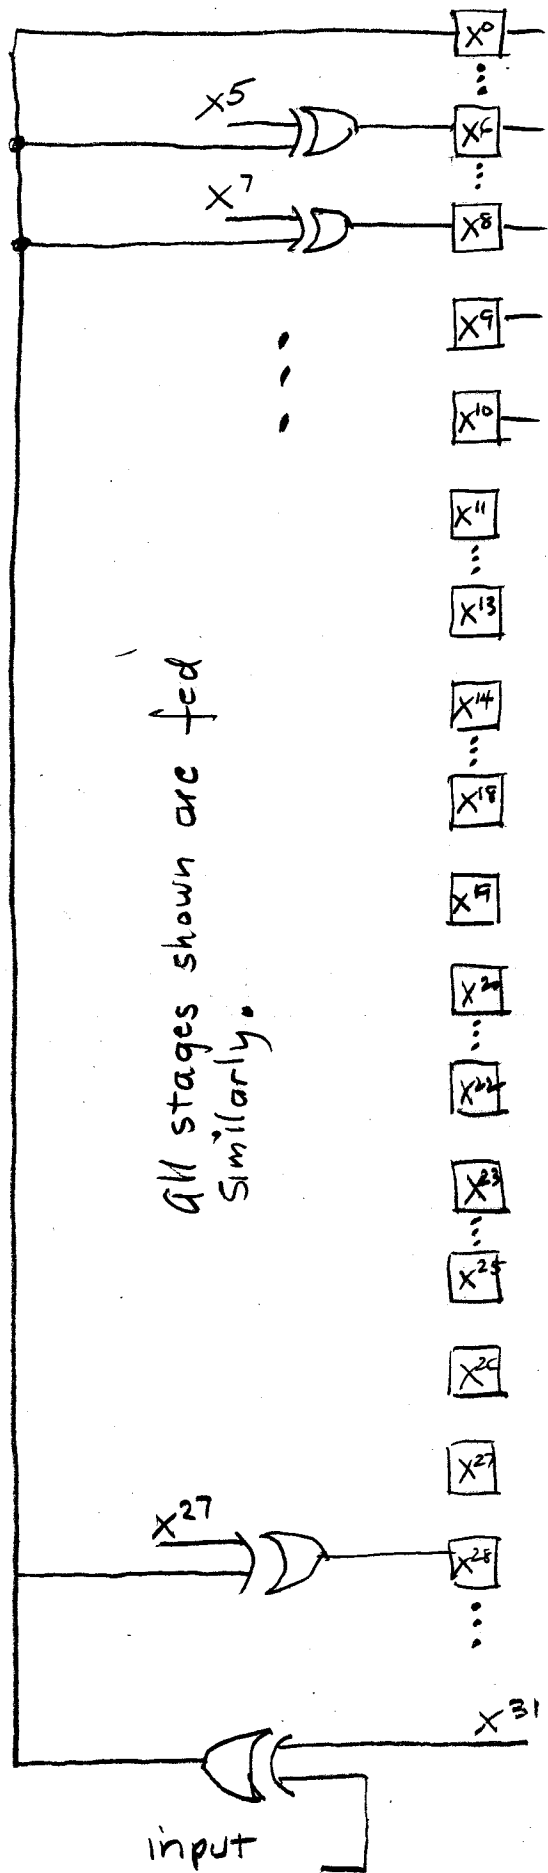 X⁰
X⁵
X⁶
X⁷
X⁸
X⁹
X¹⁰
X¹¹
X¹³
X¹⁴
X¹⁸
X¹⁹
X²⁰
X²²
X²³
X²⁵
X²⁶
X²⁷
X²⁷
X²⁸
X³¹
input
all stages shown are fed
Similarly.